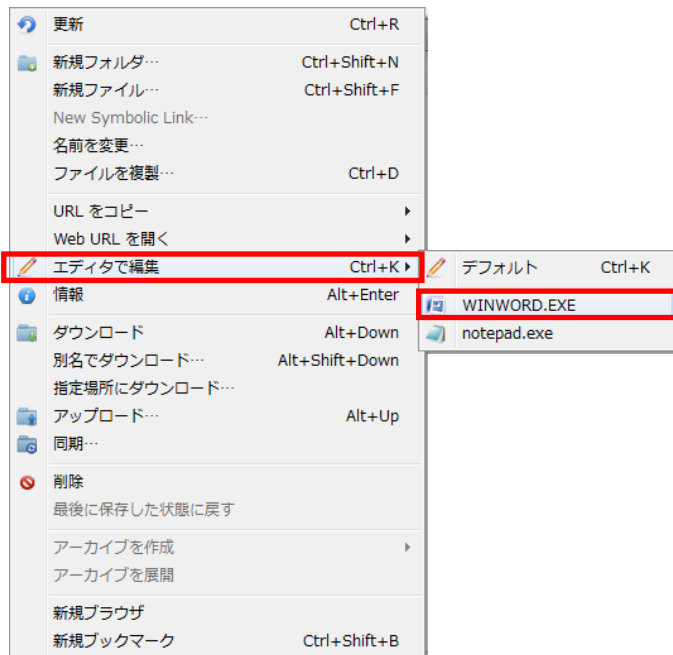 更新 Ctrl+R
新規フォルダ… Ctrl+Shift+N
新規ファイル… Ctrl+Shift+F
New Symbolic Link…
名前を変更…
ファイルを複製… Ctrl+D
URL をコピー
Web URL を開く
エディタで編集 Ctrl+K
デフォルト Ctrl+K
情報 Alt+Enter
WINWORD.EXE
notepad.exe
ダウンロード Alt+Down
別名でダウンロード… Alt+Shift+Down
指定場所にダウンロード…
アップロード… Alt+Up
同期…
削除
最後に保存した状態に戻す
アーカイブを作成
アーカイブを展開
新規ブラウザ
新規ブックマーク Ctrl+Shift+B